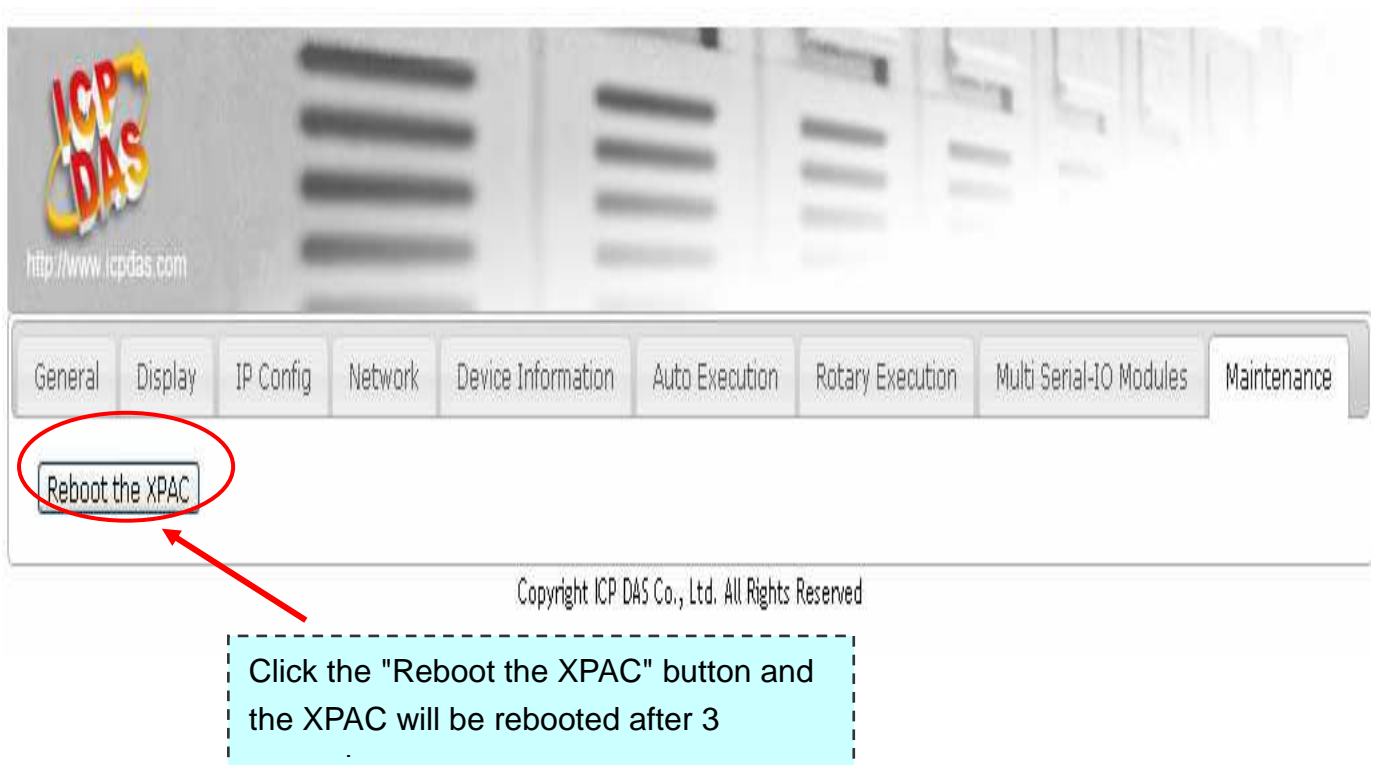 ICP
DAS
http://www.icpdas.com
General Display IP Config Network Device Information Auto Execution Rotary Execution Multi Serial-IO Modules Maintenance
Reboot the XPAC
Copyright ICP DAS Co., Ltd. All Rights Reserved
Click the "Reboot the XPAC" button and
the XPAC will be rebooted after 3